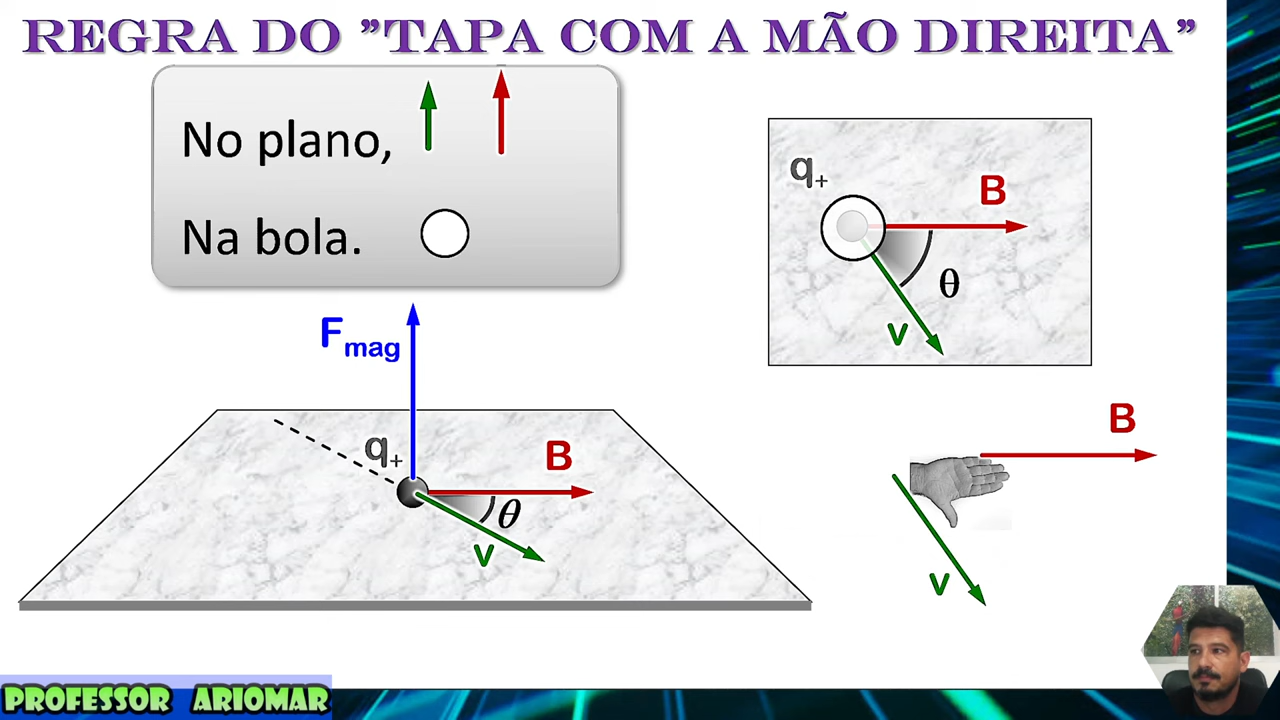 REGRA DO ”TAPA COM A MÃO DIREITA”
No plano,
Na bola.
q+
B
θ
v
Fmag
q+
B
θ
v
B
v
PROFESSOR ARIOMAR